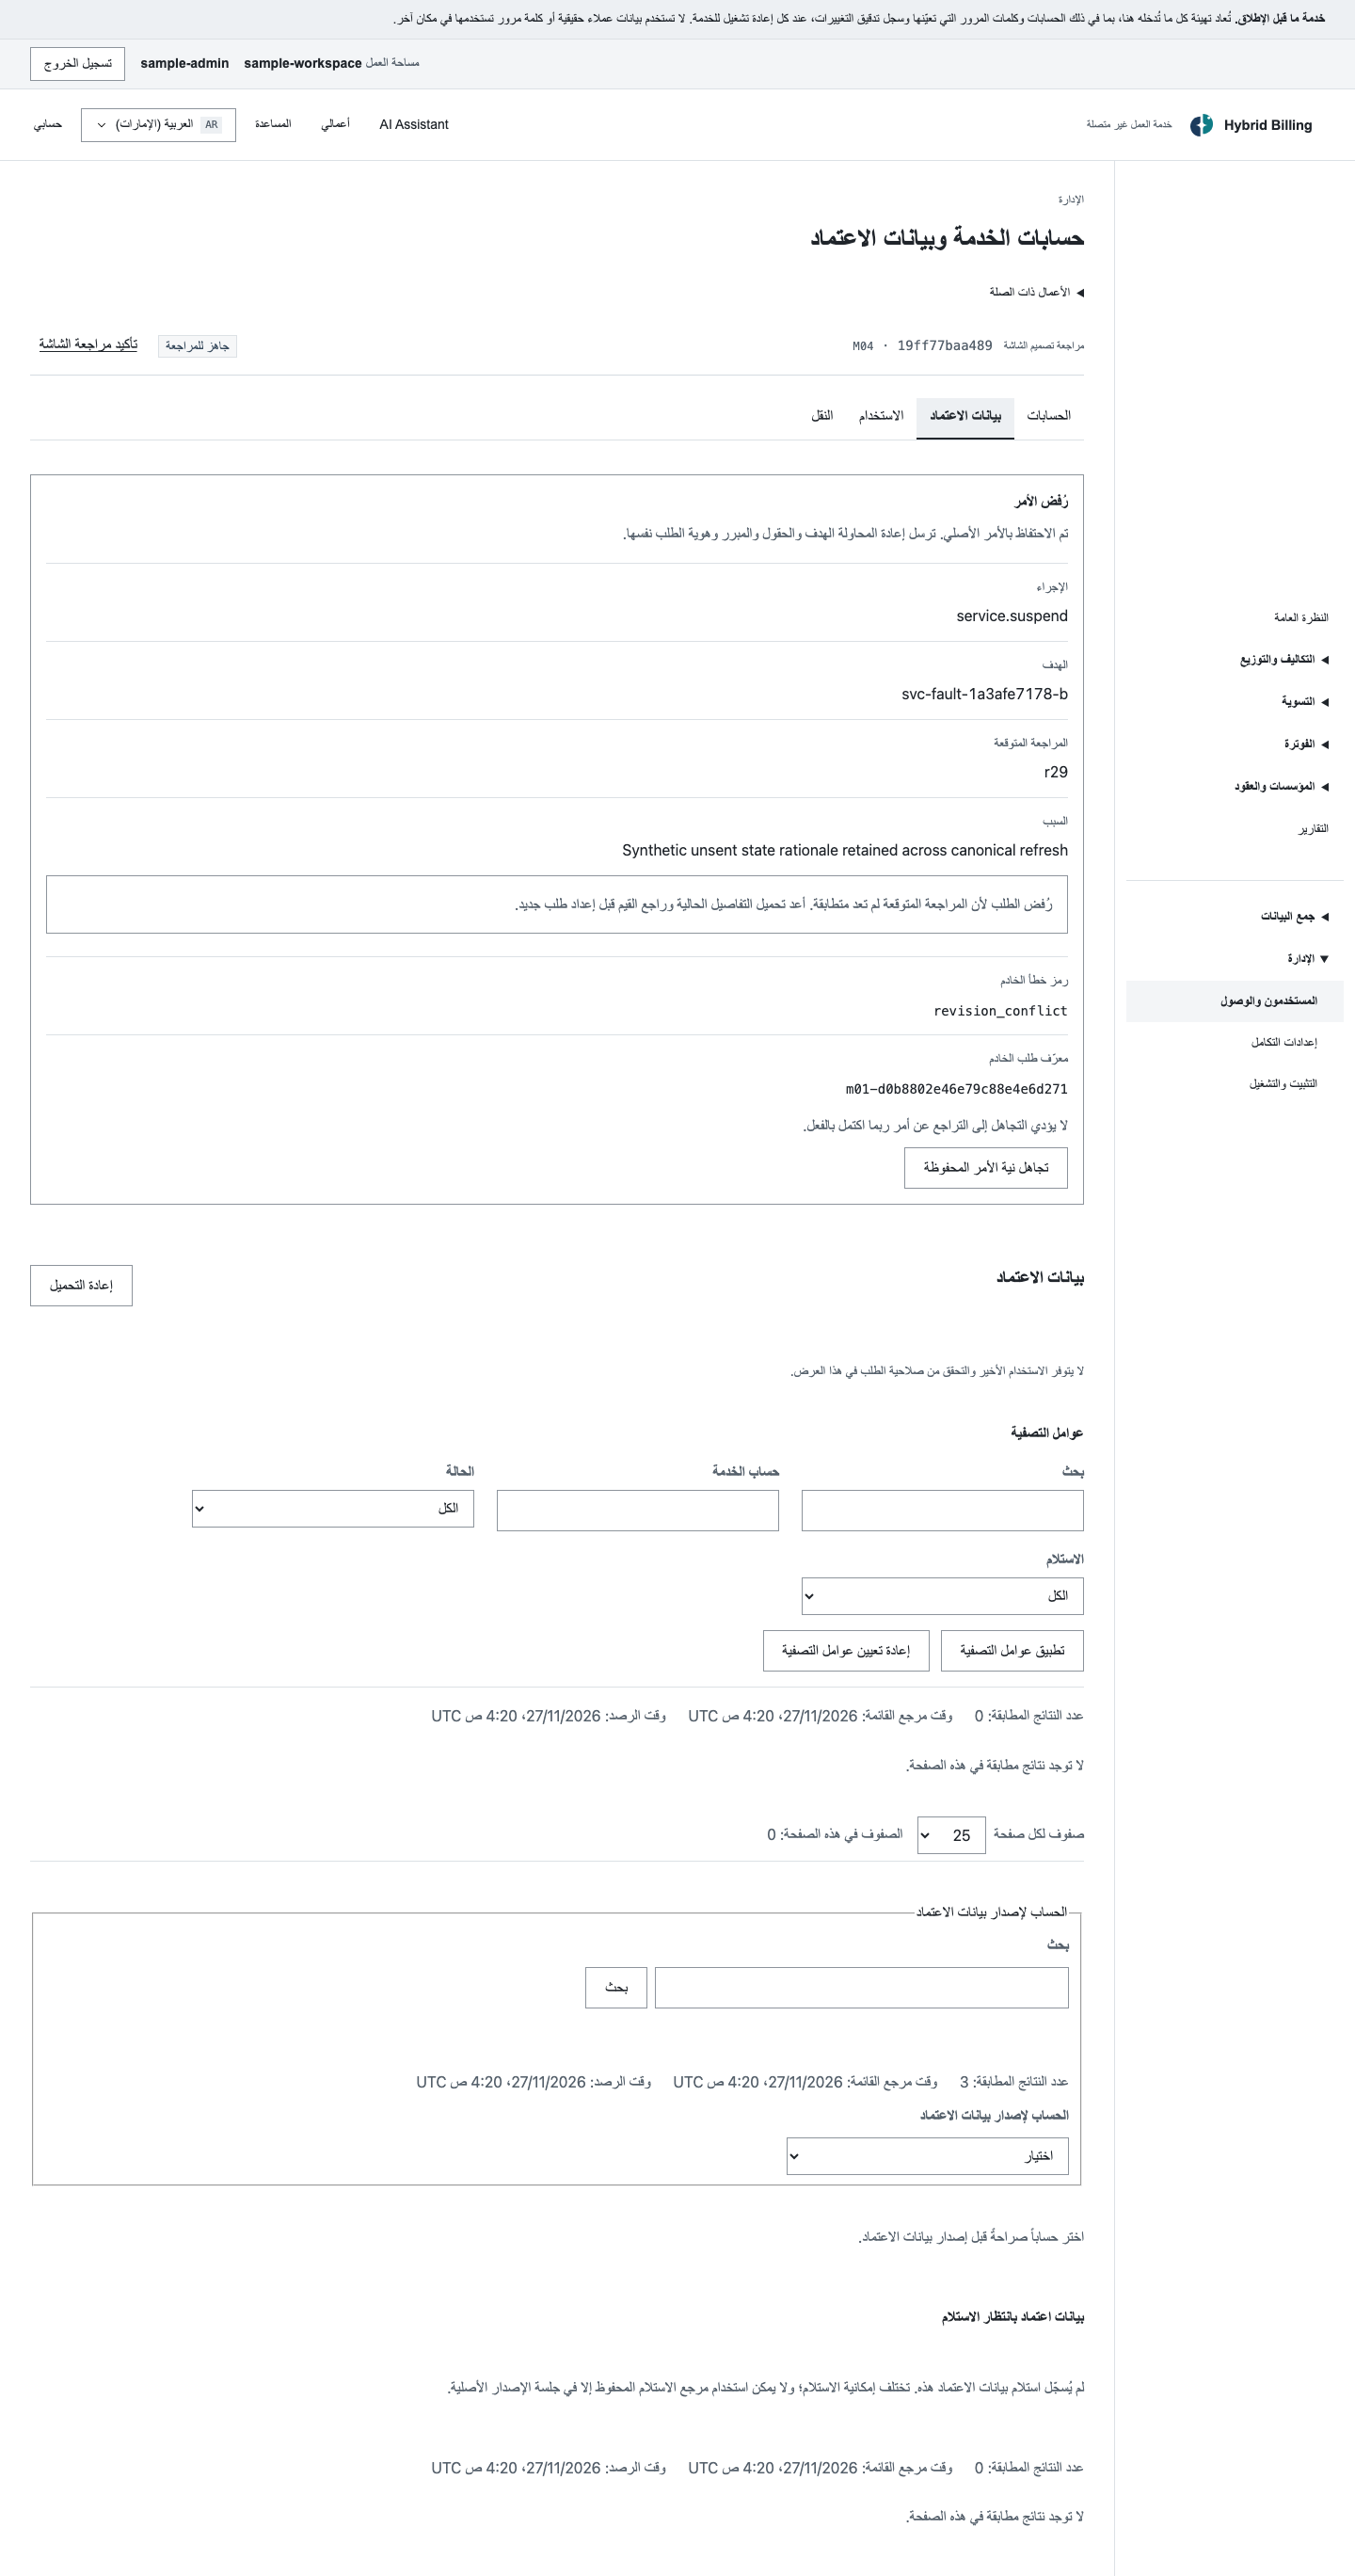 خدمة ما قبل الإطلاق. تُعاد تهيئة كل ما تُدخله هنا، بما في ذلك الحسابات وكلمات المرور التي تعيّنها وسجل تدقيق التغييرات، عند كل إعادة تشغيل للخدمة. لا تستخدم بيانات عملاء حقيقية أو كلمة مرور تستخدمها في مكان آخر.
مساحة العمل sample-workspace sample-admin تسجيل الخروج
Hybrid Billing خدمة العمل غير متصلة AI Assistant أعمالي المساعدة AR العربية (الإمارات) حسابي
الإدارة
حسابات الخدمة وبيانات الاعتماد
الأعمال ذات الصلة
مراجعة تصميم الشاشة M04 · 19ff77baa489 جاهز للمراجعة تأكيد مراجعة الشاشة
الحسابات بيانات الاعتماد الاستخدام النقل
رُفض الأمر
تم الاحتفاظ بالأمر الأصلي. ترسل إعادة المحاولة الهدف والحقول والمبرر وهوية الطلب نفسها.
الإجراء
service.suspend
الهدف
svc-fault-1a3afe7178-b
المراجعة المتوقعة
r29
السبب
Synthetic unsent state rationale retained across canonical refresh
رُفض الطلب لأن المراجعة المتوقعة لم تعد متطابقة. أعد تحميل التفاصيل الحالية وراجع القيم قبل إعداد طلب جديد.
رمز خطأ الخادم
revision_conflict
معرّف طلب الخادم
m01-d0b8802e46e79c88e4e6d271
لا يؤدي التجاهل إلى التراجع عن أمر ربما اكتمل بالفعل.
تجاهل نية الأمر المحفوظة
النظرة العامة
التكاليف والتوزيع
التسوية
الفوترة
المؤسسات والعقود
التقارير
جمع البيانات
الإدارة
المستخدمون والوصول
إعدادات التكامل
التثبيت والتشغيل
بيانات الاعتماد
إعادة التحميل
لا يتوفر الاستخدام الأخير والتحقق من صلاحية الطلب في هذا العرض.
عوامل التصفية
بحث حساب الخدمة الحالة
الكل
الاستلام
الكل
تطبيق عوامل التصفية إعادة تعيين عوامل التصفية
عدد النتائج المطابقة: 0 وقت مرجع القائمة: 27/11/2026، 4:20 ص UTC وقت الرصد: 27/11/2026، 4:20 ص UTC
لا توجد نتائج مطابقة في هذه الصفحة.
صفوف لكل صفحة 25 الصفوف في هذه الصفحة: 0
الحساب لإصدار بيانات الاعتماد
بحث
بحث
عدد النتائج المطابقة: 3 وقت مرجع القائمة: 27/11/2026، 4:20 ص UTC وقت الرصد: 27/11/2026، 4:20 ص UTC
الحساب لإصدار بيانات الاعتماد
اختيار
اختر حساباً صراحةً قبل إصدار بيانات الاعتماد.
بيانات اعتماد بانتظار الاستلام
لم يُسجّل استلام بيانات الاعتماد هذه. تختلف إمكانية الاستلام؛ ولا يمكن استخدام مرجع الاستلام المحفوظ إلا في جلسة الإصدار الأصلية.
عدد النتائج المطابقة: 0 وقت مرجع القائمة: 27/11/2026، 4:20 ص UTC وقت الرصد: 27/11/2026، 4:20 ص UTC
لا توجد نتائج مطابقة في هذه الصفحة.